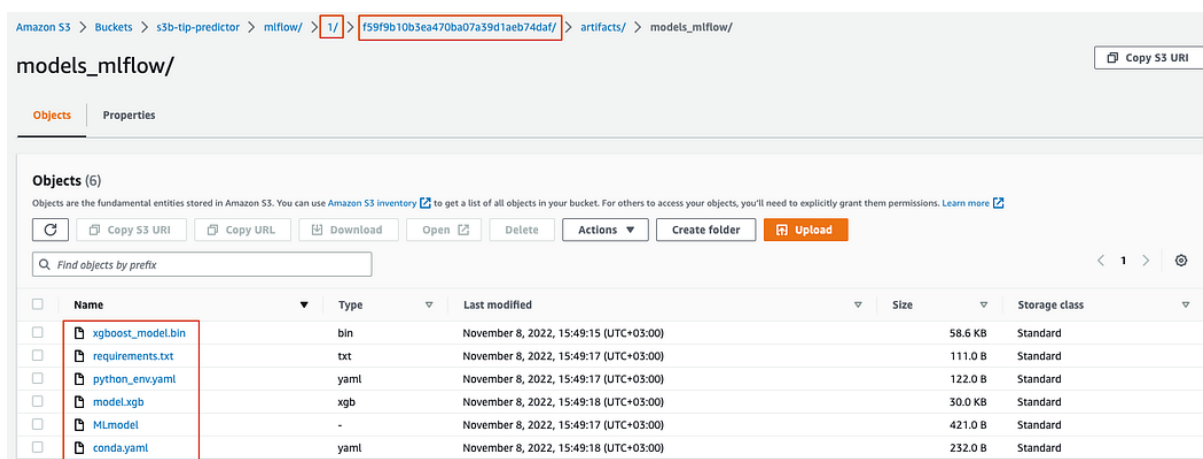 Amazon S3 > Buckets > s3b-tip-predictor > mlflow/ > 1/ > f59f9b10b3ea470ba07a39d1aeb74daf/ > artifacts/ > models_mlflow/
models_mlflow/
Copy S3 URI
Objects Properties
Objects (6)
Objects are the fundamental entities stored in Amazon S3. You can use Amazon S3 inventory to get a list of all objects in your bucket. For others to access your objects, you'll need to explicitly grant them permissions. Learn more
Copy S3 URI Copy URL Download Open Delete Actions ▼ Create folder Upload
Find objects by prefix
< 1 >
Name Type Last modified Size Storage class
xgboost_model.bin bin November 8, 2022, 15:49:15 (UTC+03:00) 58.6 KB Standard
requirements.txt txt November 8, 2022, 15:49:17 (UTC+03:00) 111.0 B Standard
python_env.yaml yaml November 8, 2022, 15:49:17 (UTC+03:00) 122.0 B Standard
model.xgb xgb November 8, 2022, 15:49:18 (UTC+03:00) 30.0 KB Standard
MLmodel - November 8, 2022, 15:49:17 (UTC+03:00) 421.0 B Standard
conda.yaml yaml November 8, 2022, 15:49:18 (UTC+03:00) 232.0 B Standard